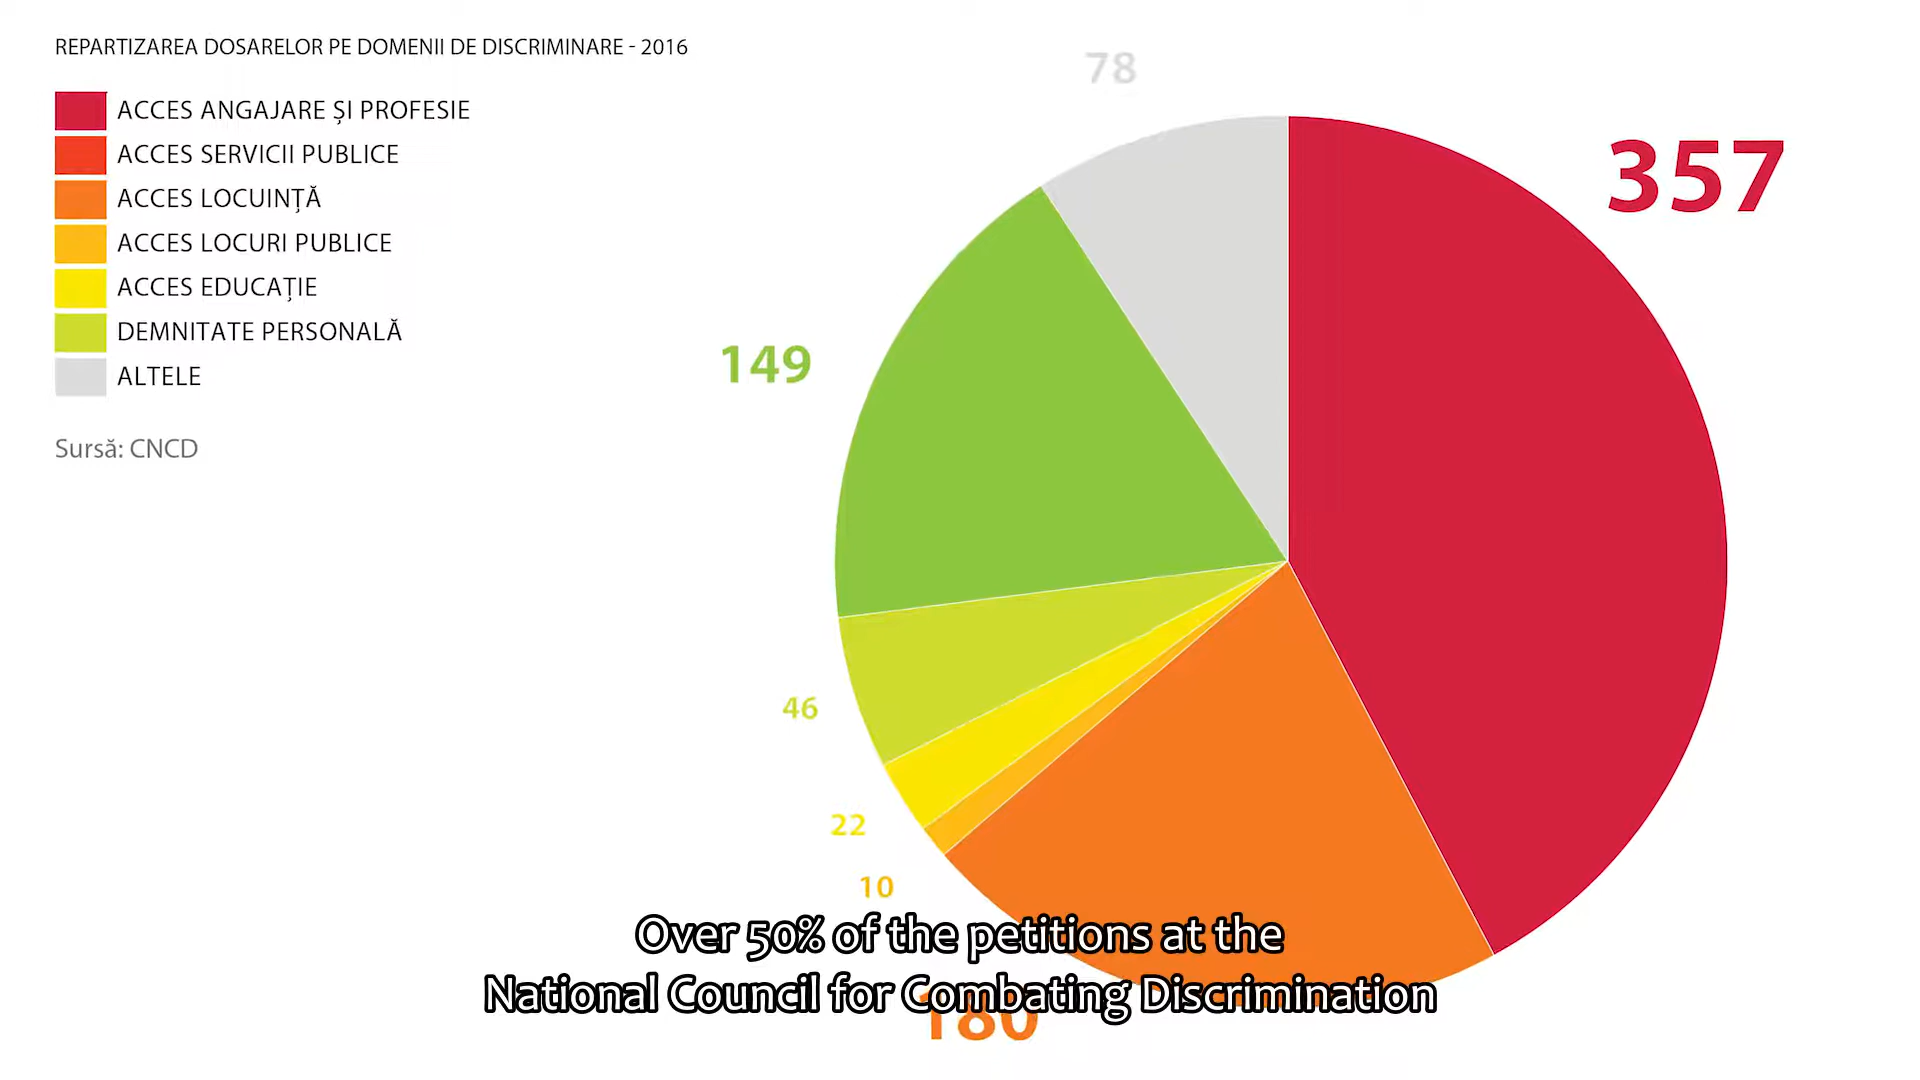 REPARTIZAREA DOSARELOR PE DOMENII DE DISCRIMINARE - 2016
ACCES ANGAJARE ȘI PROFESIE
ACCES SERVICII PUBLICE
ACCES LOCUINȚĂ
ACCES LOCURI PUBLICE
ACCES EDUCAȚIE
DEMNITATE PERSONALĂ
ALTELE
Sursă: CNCD
78
357
149
46
22
10
180
Over 50% of the petitions at the
National Council for Combating Discrimination